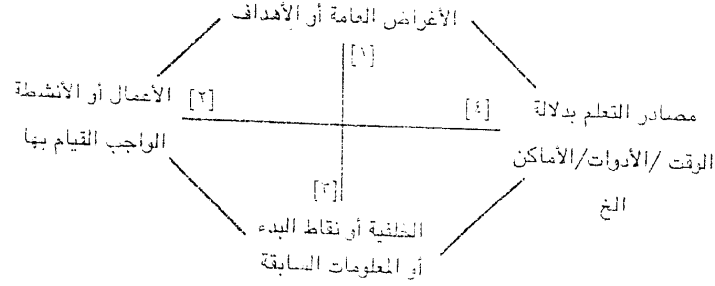 الأغراض العامة أو الأهداف
[١]
مصادر التعلم بدلالة
الوقت /الأدوات/الأماكن
الخ
[٤]
[٢]
الأعمال أو الأنشطة
الواجب القيام بها
[٣]
الخلفية أو نقاط البدء
أو المعلومات السابقة